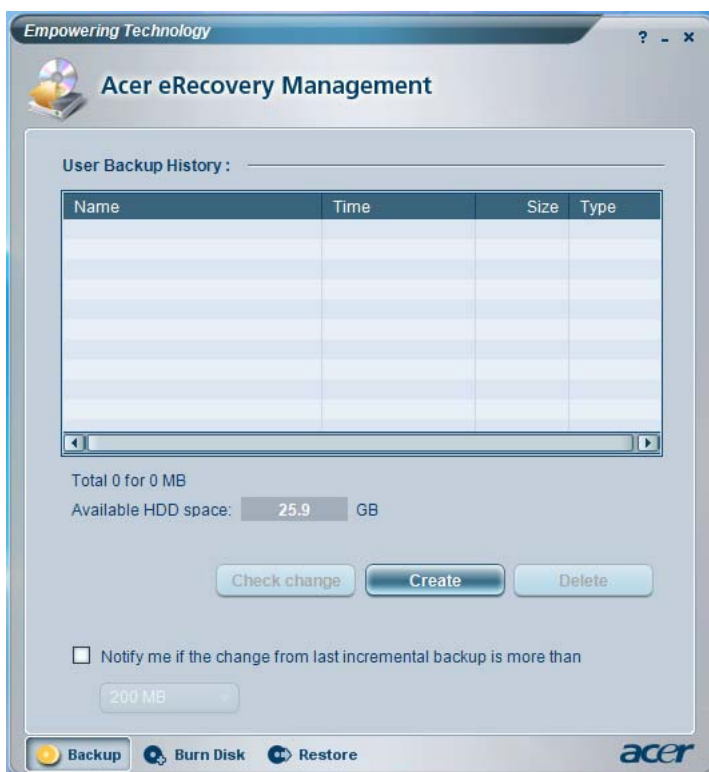 Empowering Technology
? - ×
Acer eRecovery Management
User Backup History :
Name Time Size Type
Total 0 for 0 MB
Available HDD space: 25.9 GB
Check change Create Delete
Notify me if the change from last incremental backup is more than
200 MB
Backup Burn Disk Restore acer